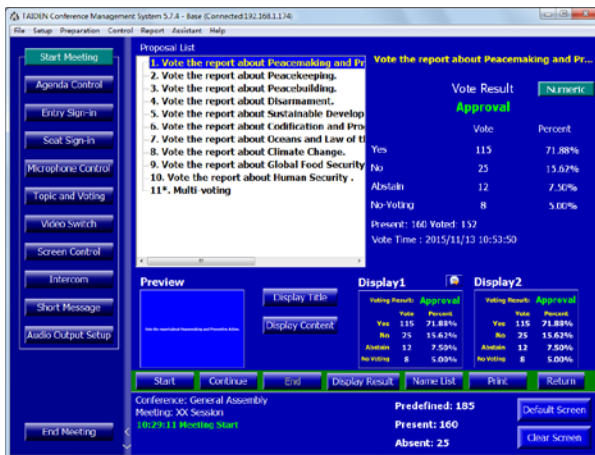 TAIDEN Conference Management System 5.7.4 - Base (Connected:192.168.1.174)
File Setup Preparation Control Report Assistant Help
Start Meeting
Agenda Control
Entry Sign-in
Seat Sign-in
Microphone Control
Topic and Voting
Video Switch
Screen Control
Intercom
Short Message
Audio Output Setup
End Meeting
Proposal List
1. Vote the report about Peacemaking and Pr
2. Vote the report about Peacekeeping.
3. Vote the report about Peacebuilding.
4. Vote the report about Disarmament.
5. Vote the report about Sustainable Develop
6. Vote the report about Codification and Pro
7. Vote the report about Oceans and Law of t
8. Vote the report about Climate Change.
9. Vote the report about Global Food Security
10. Vote the report about Human Security .
11*. Multi-voting
Vote the report about Peacemaking and Pr...
Vote Result Numeric
Approval
Vote Percent
Yes 115 71.88%
No 25 15.62%
Abstain 12 7.50%
No-Voting 8 5.00%
Present: 160 Voted: 152
Vote Time : 2015/11/13 10:53:50
Preview
Vote the report about Peacemaking and Preventive Action.
Display Title
Display Content
Display1
Voting Result: Approval
Vote Percent
Yes 115 71.88%
No 25 15.62%
Abstain 12 7.50%
No-Voting 8 5.00%
Display2
Voting Result: Approval
Vote Percent
Yes 115 71.88%
No 25 15.62%
Abstain 12 7.50%
No-Voting 8 5.00%
Start Continue End Display Result Name List Print Return
Conference: General Assembly
Meeting: XX Session
10:29:11 Meeting Start
Predefined: 185
Present: 160
Absent: 25
Default Screen
Clear Screen